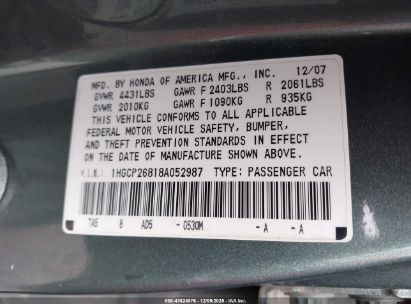 MFD. BY HONDA OF AMERICA MFG., INC. 12/07
GVWR 4431LBS GAWR F 2403LBS R 2061LBS
GVWR 2010KG GAWR F 1090KG R 935KG
THIS VEHICLE CONFORMS TO ALL APPLICABLE
FEDERAL MOTOR VEHICLE SAFETY, BUMPER,
AND THEFT PREVENTION STANDARDS IN EFFECT
ON THE DATE OF MANUFACTURE SHOWN ABOVE.
V.I.N.: 1HGCP26818A052987 TYPE: PASSENGER CAR
TA5 8 AD5 -G530M -A -A